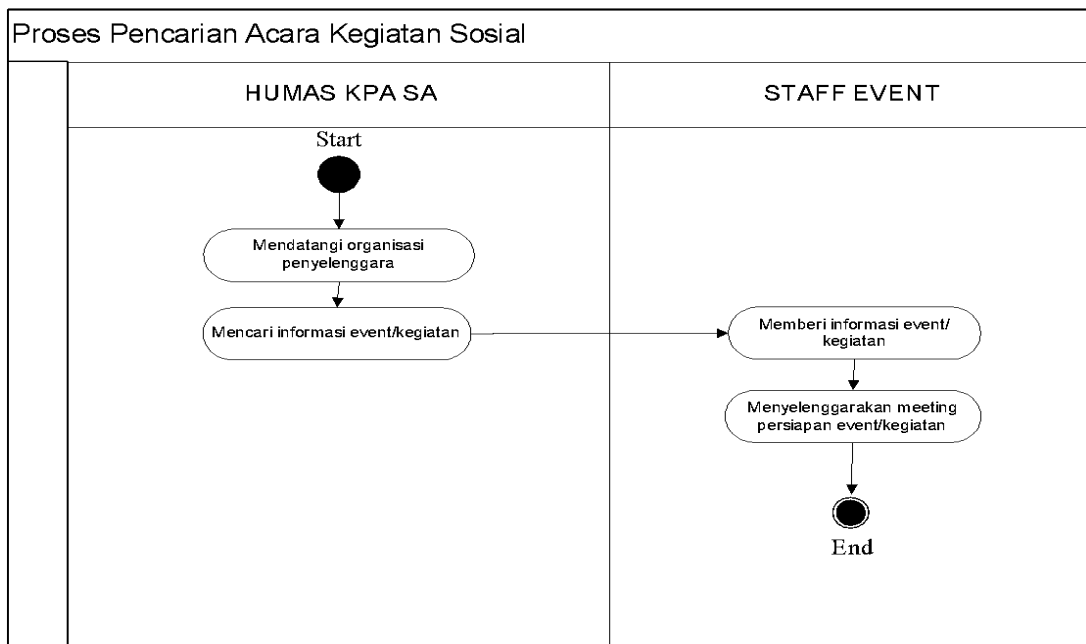 Proses Pencarian Acara Kegiatan Sosial
HUMAS KPA SA
STAFF EVENT
Start
Mendatangi organisasi
penyelenggara
Mencari informasi event/kegiatan
Memberi informasi event/
kegiatan
Menyelenggarakan meeting
persiapan event/kegiatan
End